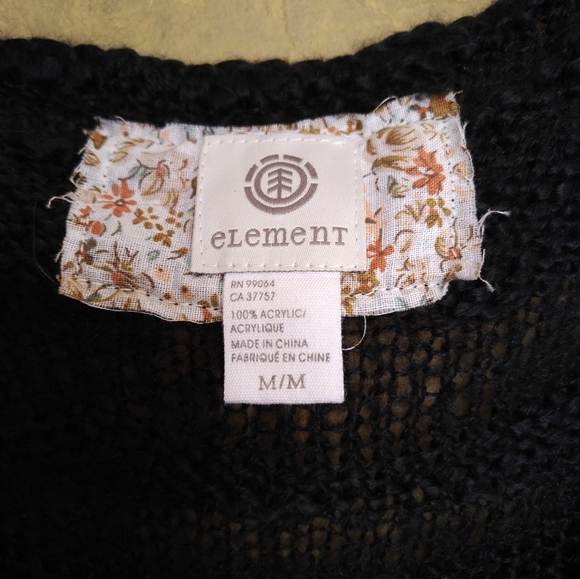 eLement
RN 99064
CA 37757
100% ACRYLIC/
ACRYLIQUE
MADE IN CHINA
FABRIQUÉ EN CHINE
M/M